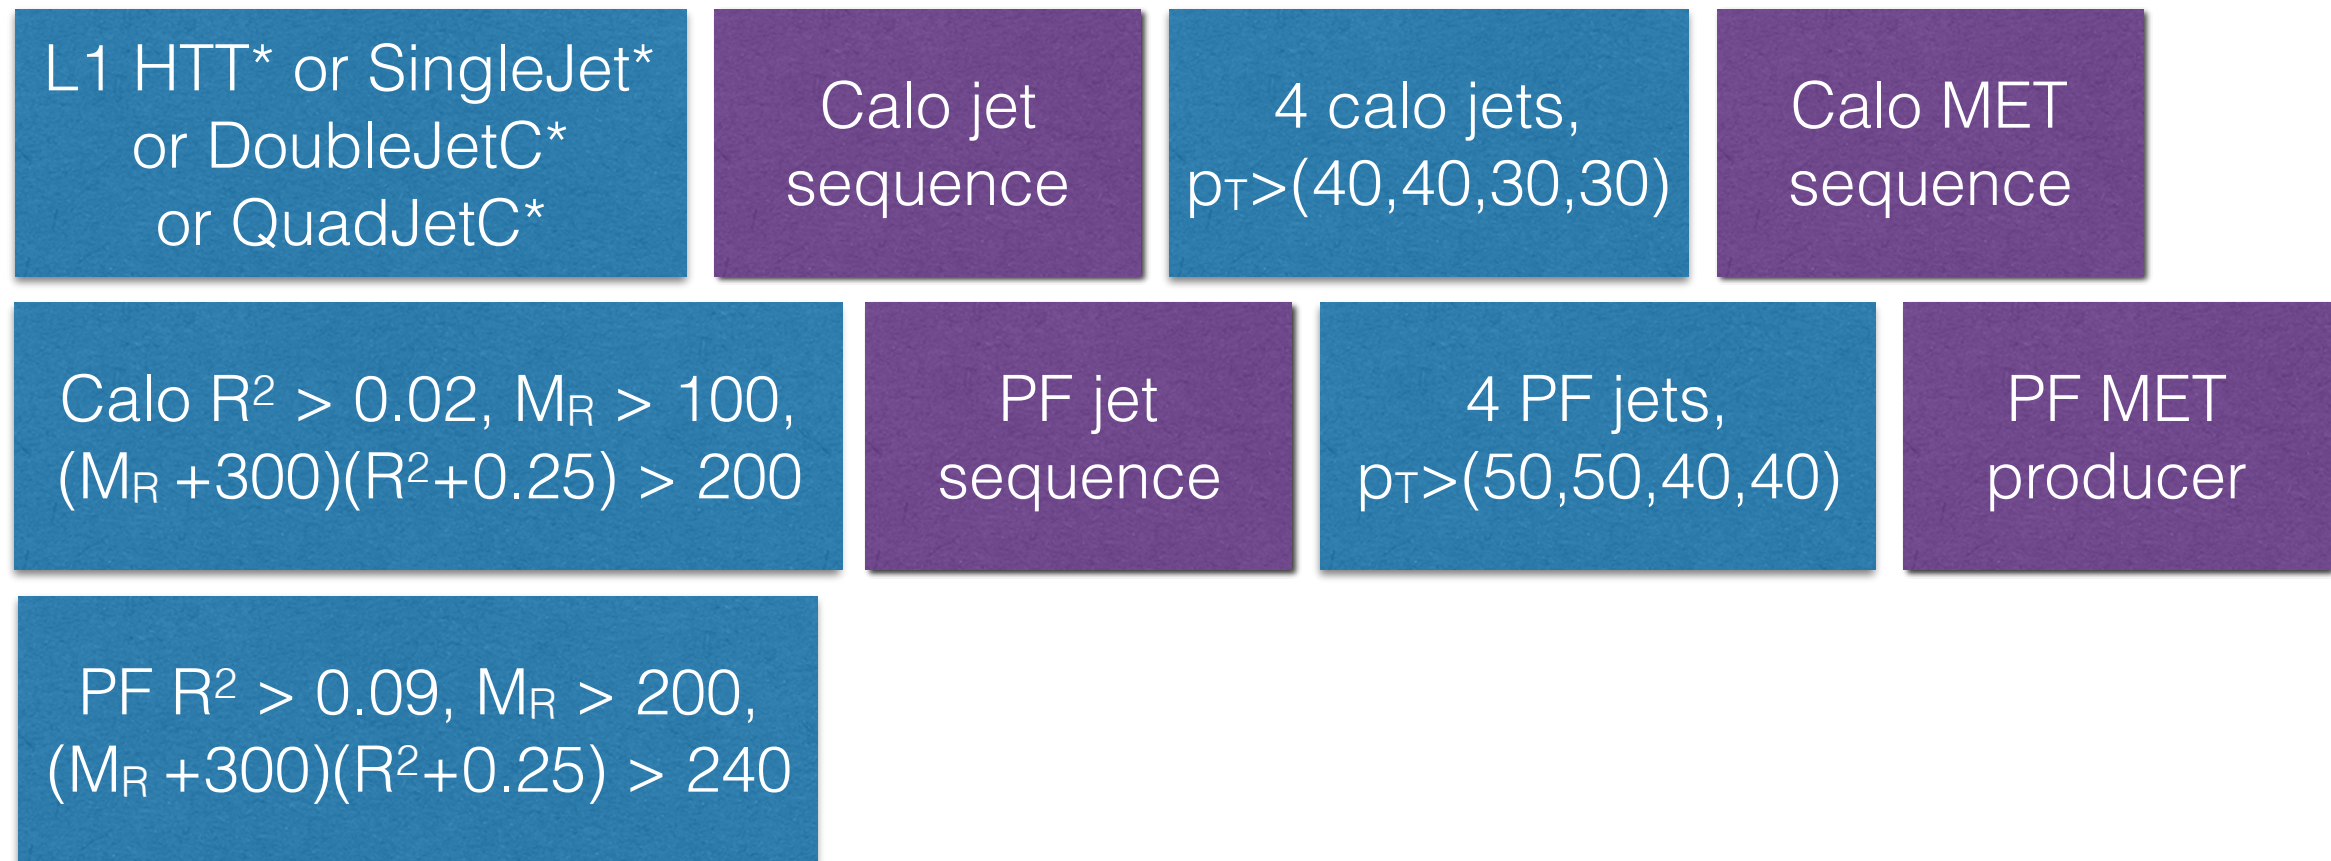 L1 HTT* or SingleJet*
or DoubleJetC*
or QuadJetC*
Calo jet
sequence
4 calo jets,
pT>(40,40,30,30)
Calo MET
sequence
Calo R² > 0.02, MR > 100,
(MR +300)(R²+0.25) > 200
PF jet
sequence
4 PF jets,
pT>(50,50,40,40)
PF MET
producer
PF R² > 0.09, MR > 200,
(MR +300)(R²+0.25) > 240